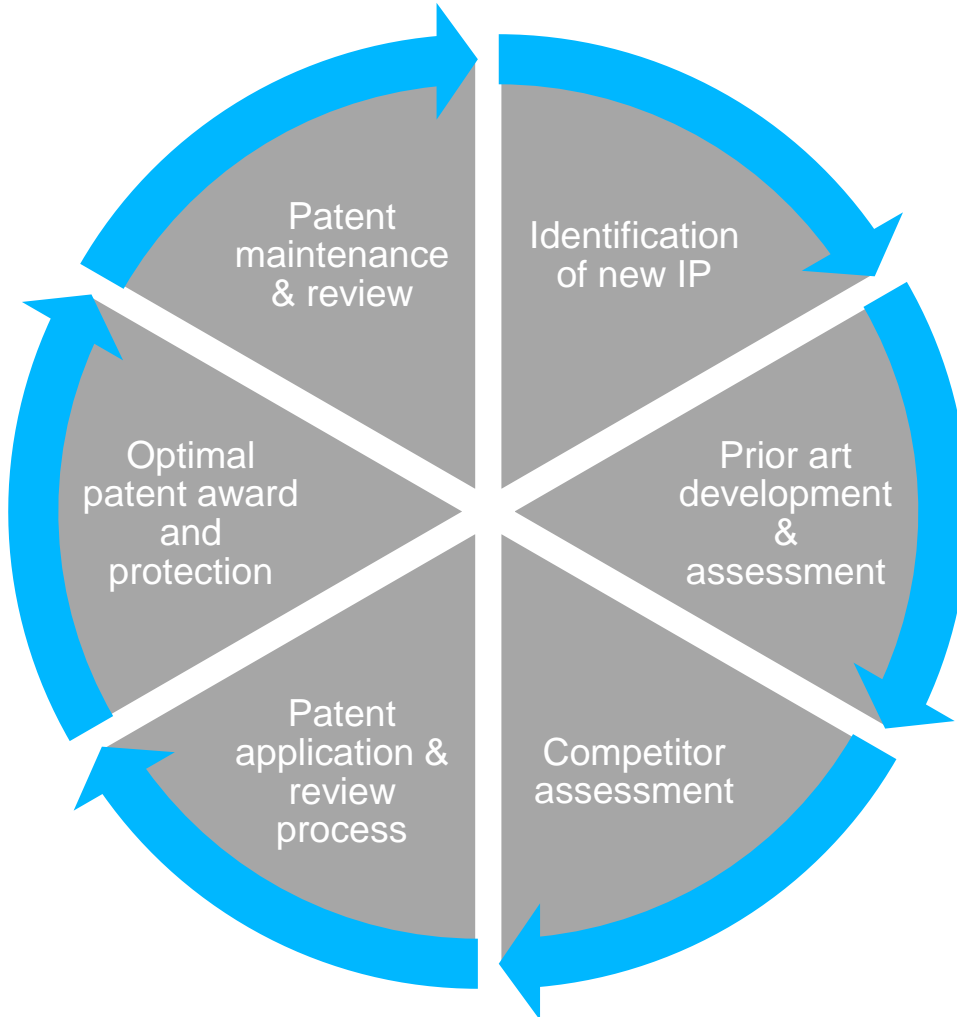 Identification
of new IP
Prior art
development
&
assessment
Competitor
assessment
Patent
application &
review
process
Optimal
patent award
and
protection
Patent
maintenance
& review